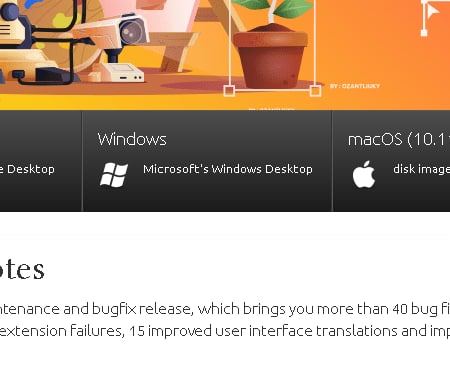 BY: OZANTLIUKY
Windows
macOS (10.1
e Desktop
Microsoft's Windows Desktop
disk image
otes
ntenance and bugfix release, which brings you more than 40 bug fi
extension failures, 15 improved user interface translations and imp